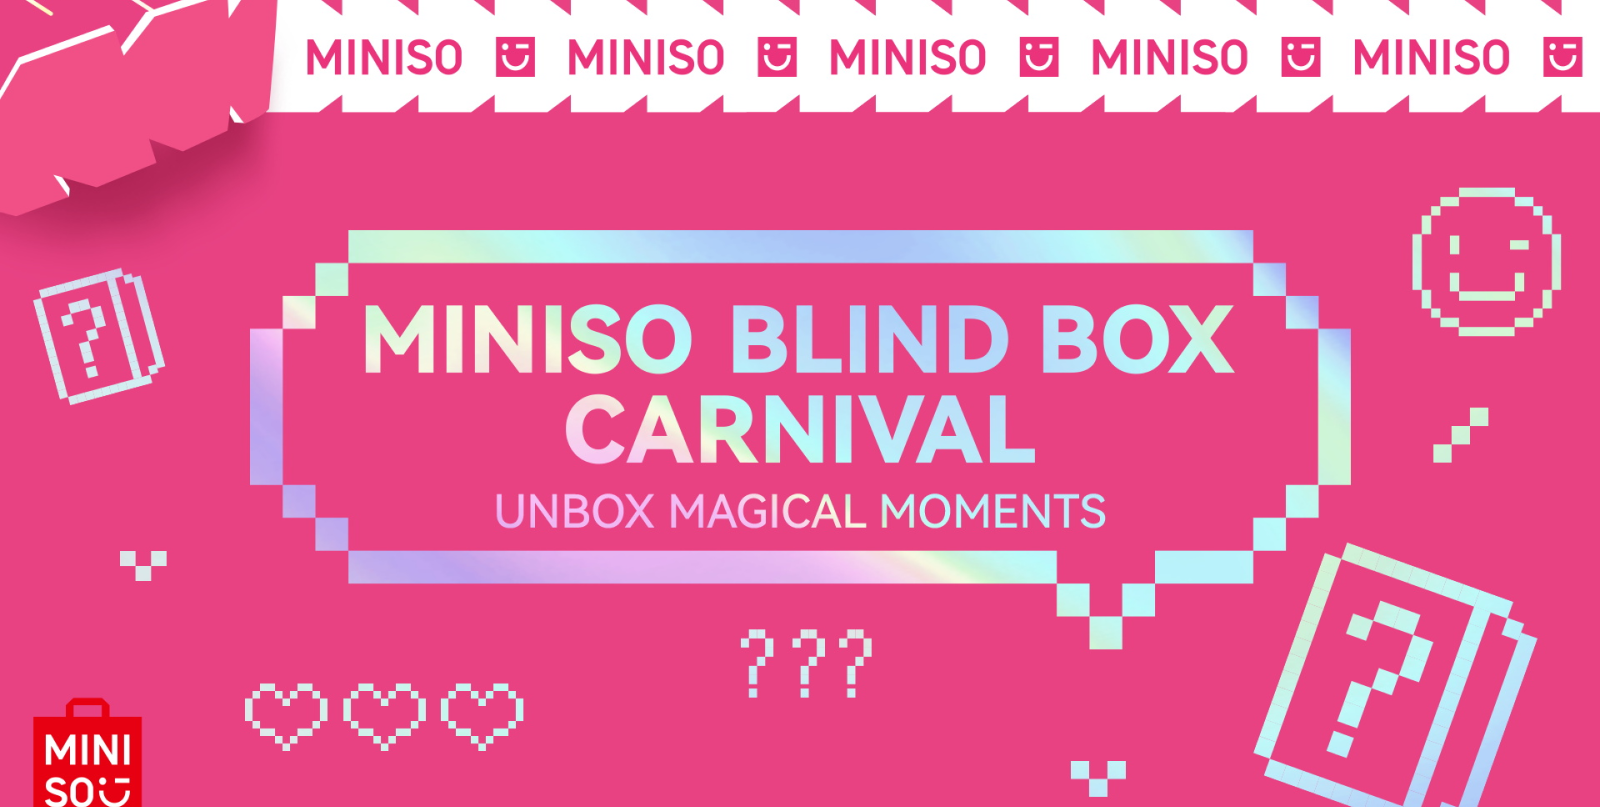 MINISO MINISO MINISO MINISO MINISO
MINISO BLIND BOX
CARNIVAL
UNBOX MAGICAL MOMENTS
?
? ? ?
?
MINI
SO